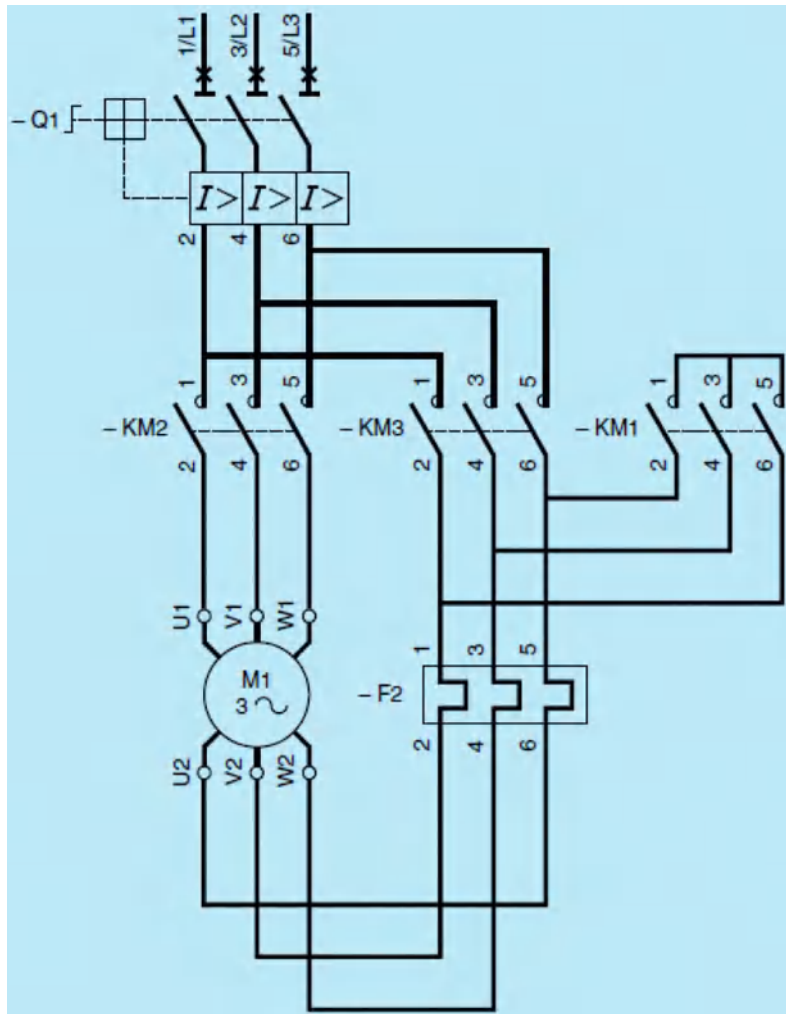 1/L1 3/L2 5/L3
– Q1
I> I> I>
2 4 6
1 3 5 1 3 5 1 3 5
– KM2 – KM3 – KM1
2 4 6 2 4 6 2 4 6
U1 V1 W1
1 3 5
M1
3
– F2
2 4 6
U2 V2 W2